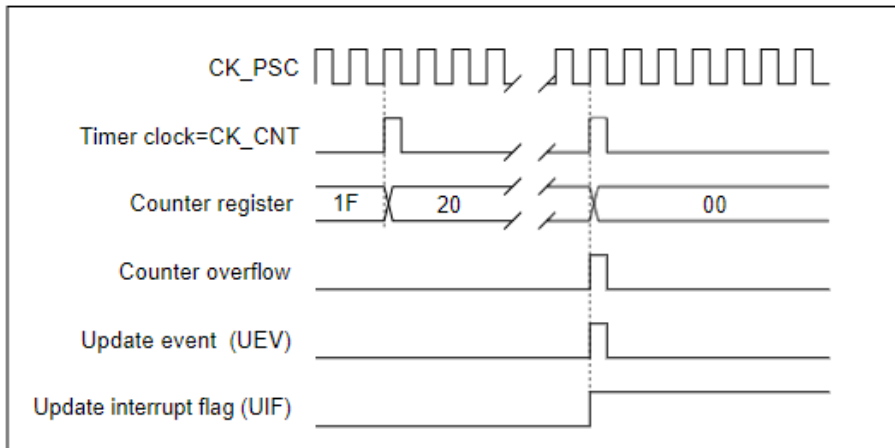 CK_PSC
Timer clock=CK_CNT
Counter register 1F 20 00
Counter overflow
Update event (UEV)
Update interrupt flag (UIF)